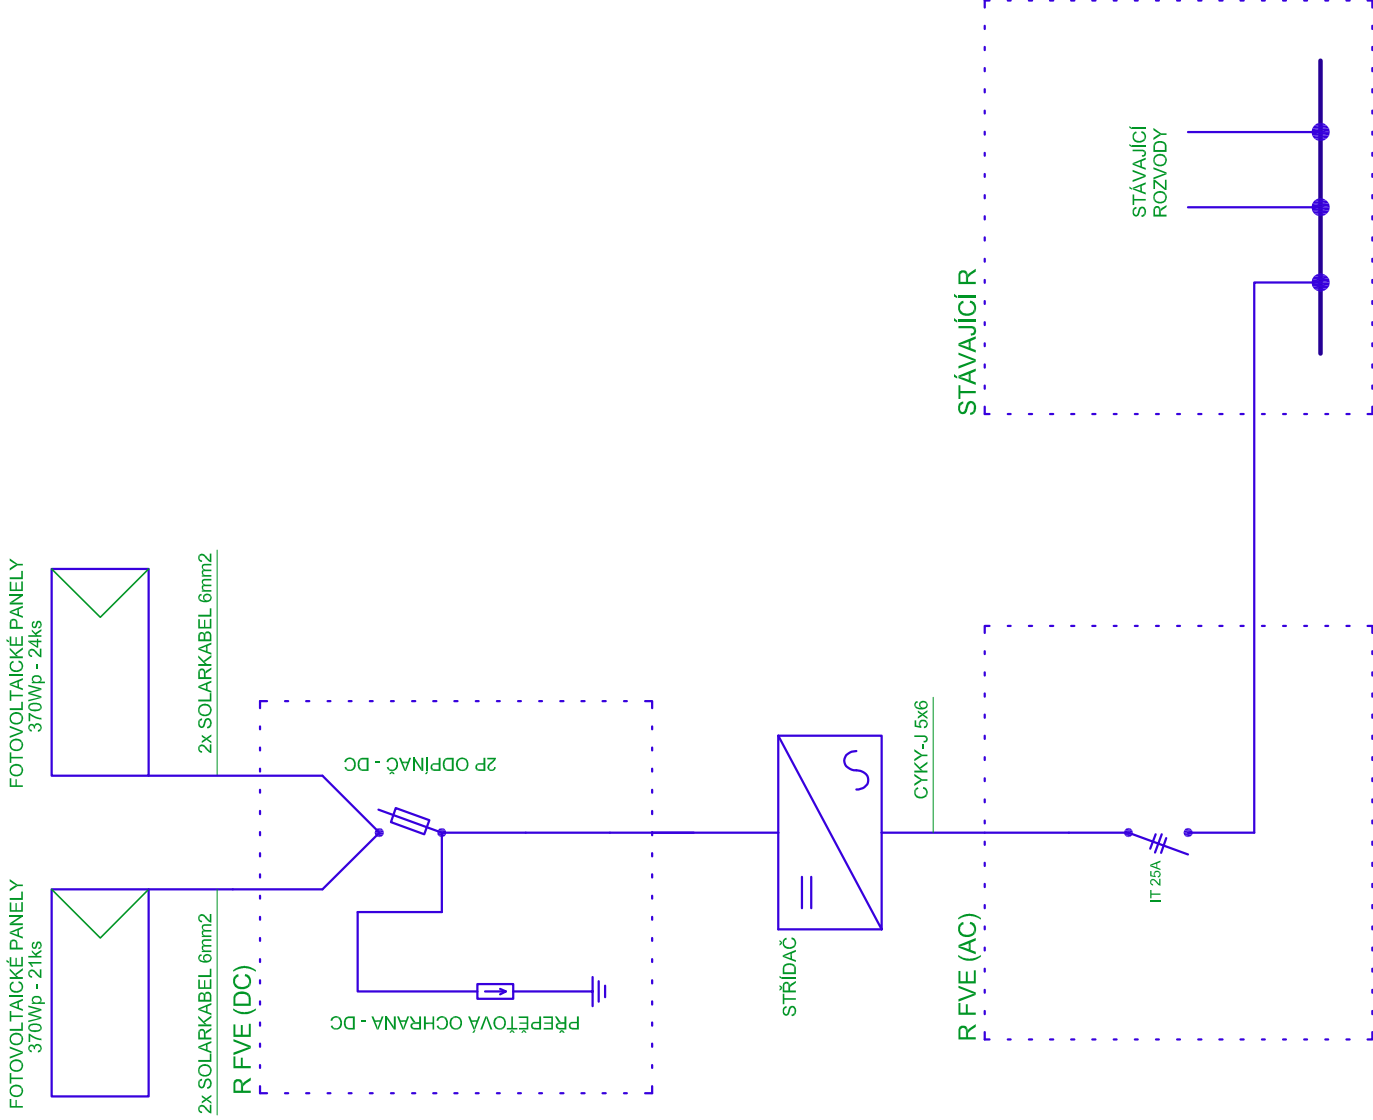 FOTOVOLTAICKÉ PANELY
370Wp - 21ks
FOTOVOLTAICKÉ PANELY
370Wp - 24ks
2x SOLARKABEL 6mm2
2x SOLARKABEL 6mm2
R FVE (DC)
2P ODPÍNAČ - DC
PŘEPĚŤOVÁ OCHRANA - DC
STŘÍDAČ
CYKY-J 5x6
R FVE (AC)
IT 25A
STÁVAJÍCÍ R
STÁVAJÍCÍ
ROZVODY